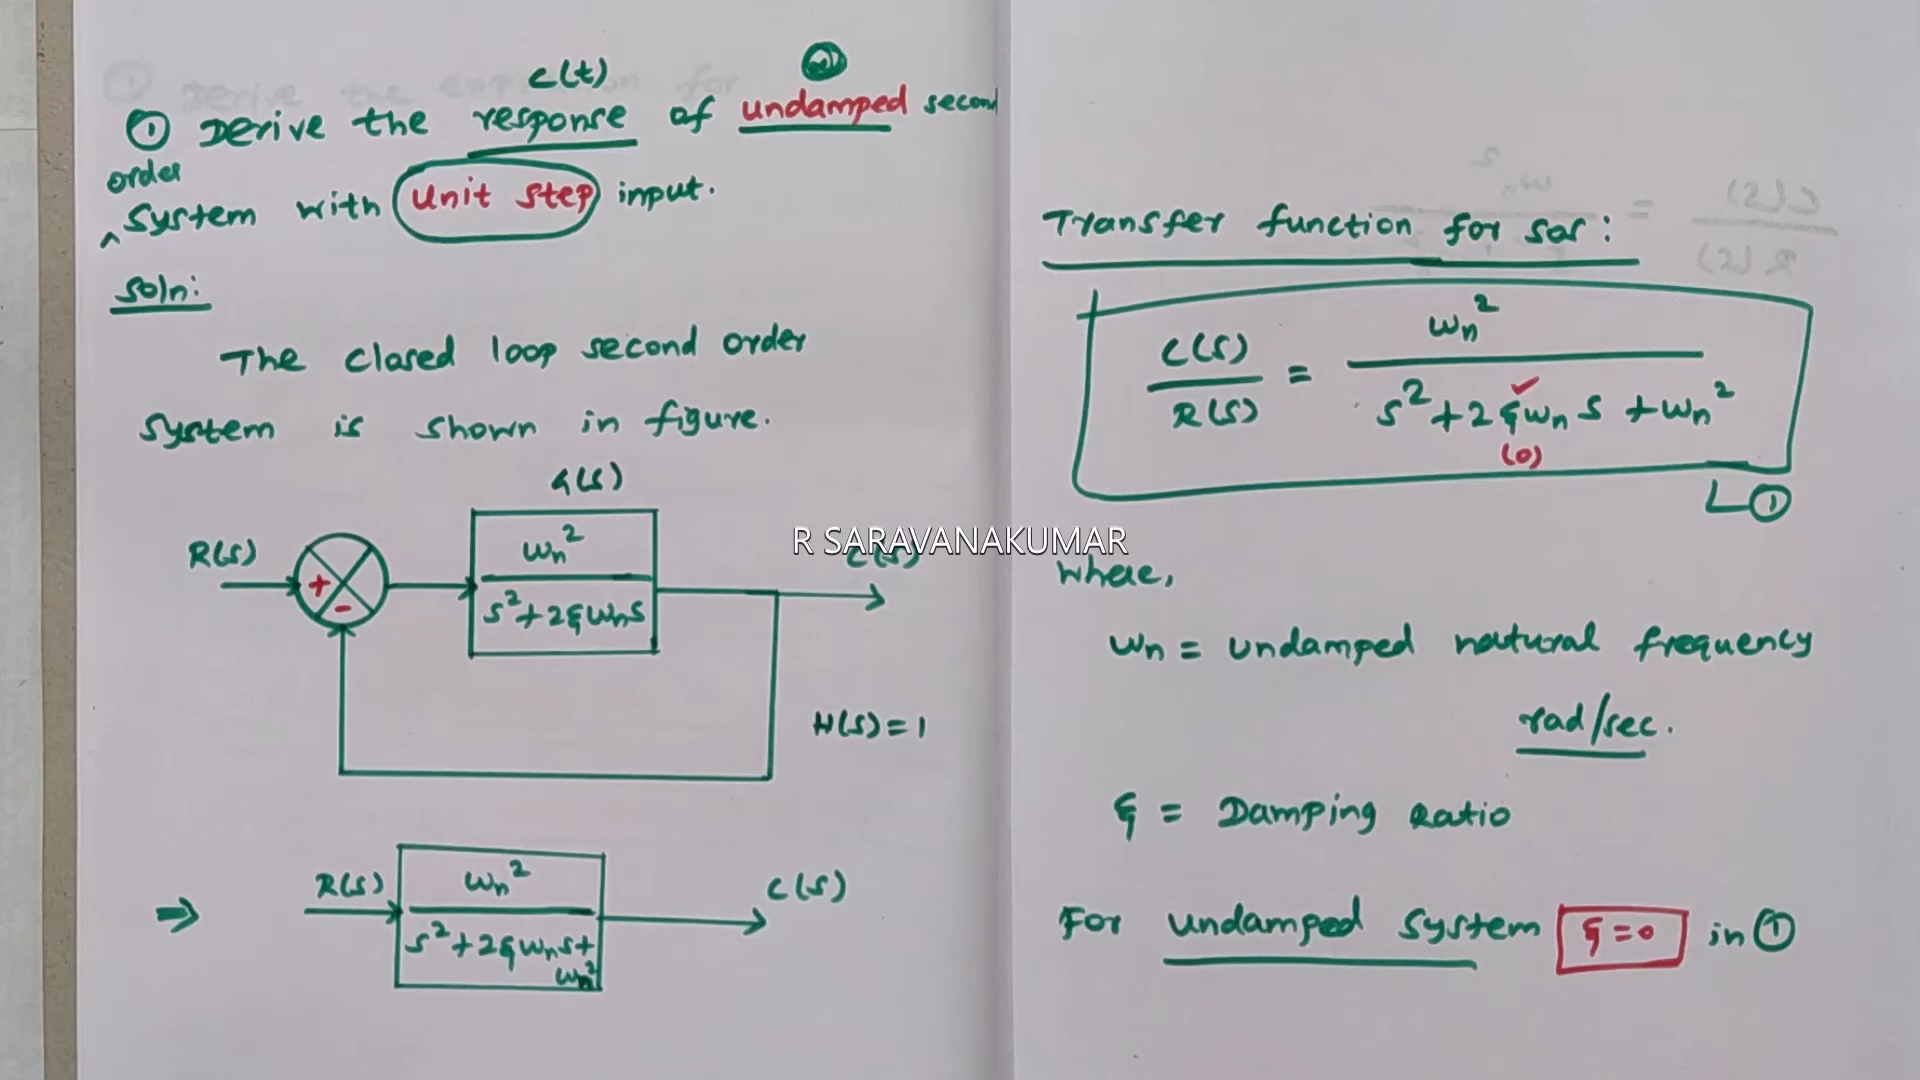 c(t)
① Derive the response of undamped second
order
^ system with unit step input.
Soln:
The closed loop second order
system is shown in figure.
G(s)
R(s) + - ωn² / s²+2ξωns C(s)
H(s)=1
⇒ R(s) ωn² / s²+2ξωns+ωn² C(s)
R SARAVANAKUMAR
Transfer function for sos:
C(s)/R(s) = ωn² / s²+2ξωns+ωn²
(0)
①
where,
ωn = undamped natural frequency
rad/sec.
ξ = Damping Ratio
For undamped system ξ=0 in ①